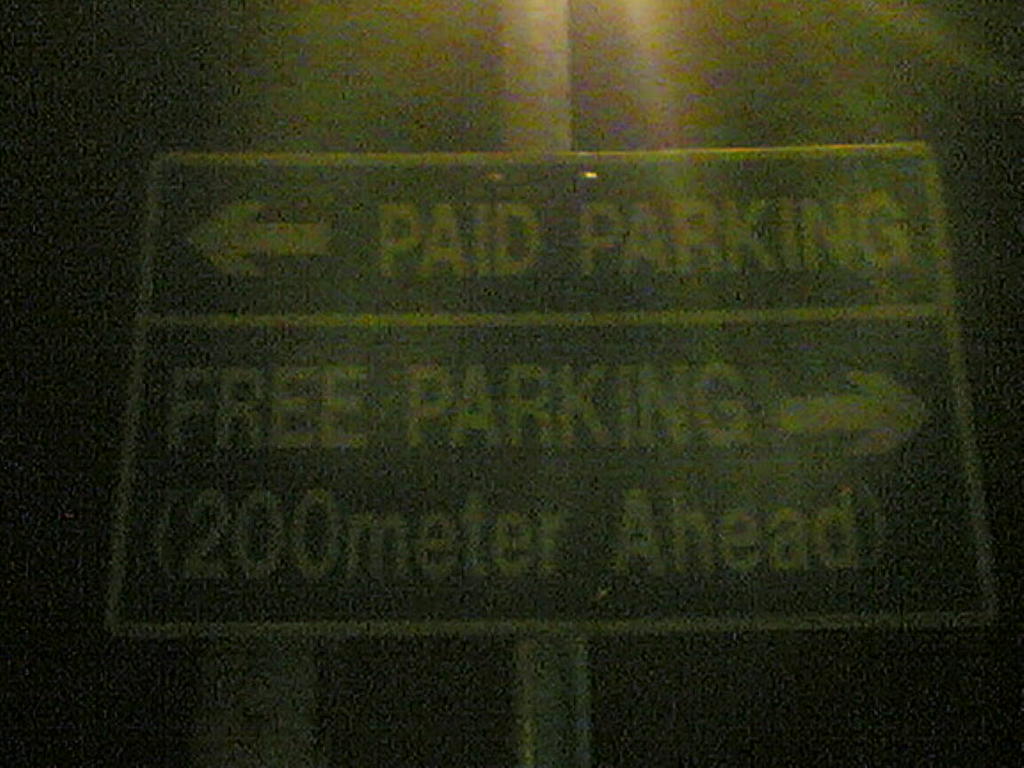 PAID PARKING
FREE PARKING
(200meter Ahead)